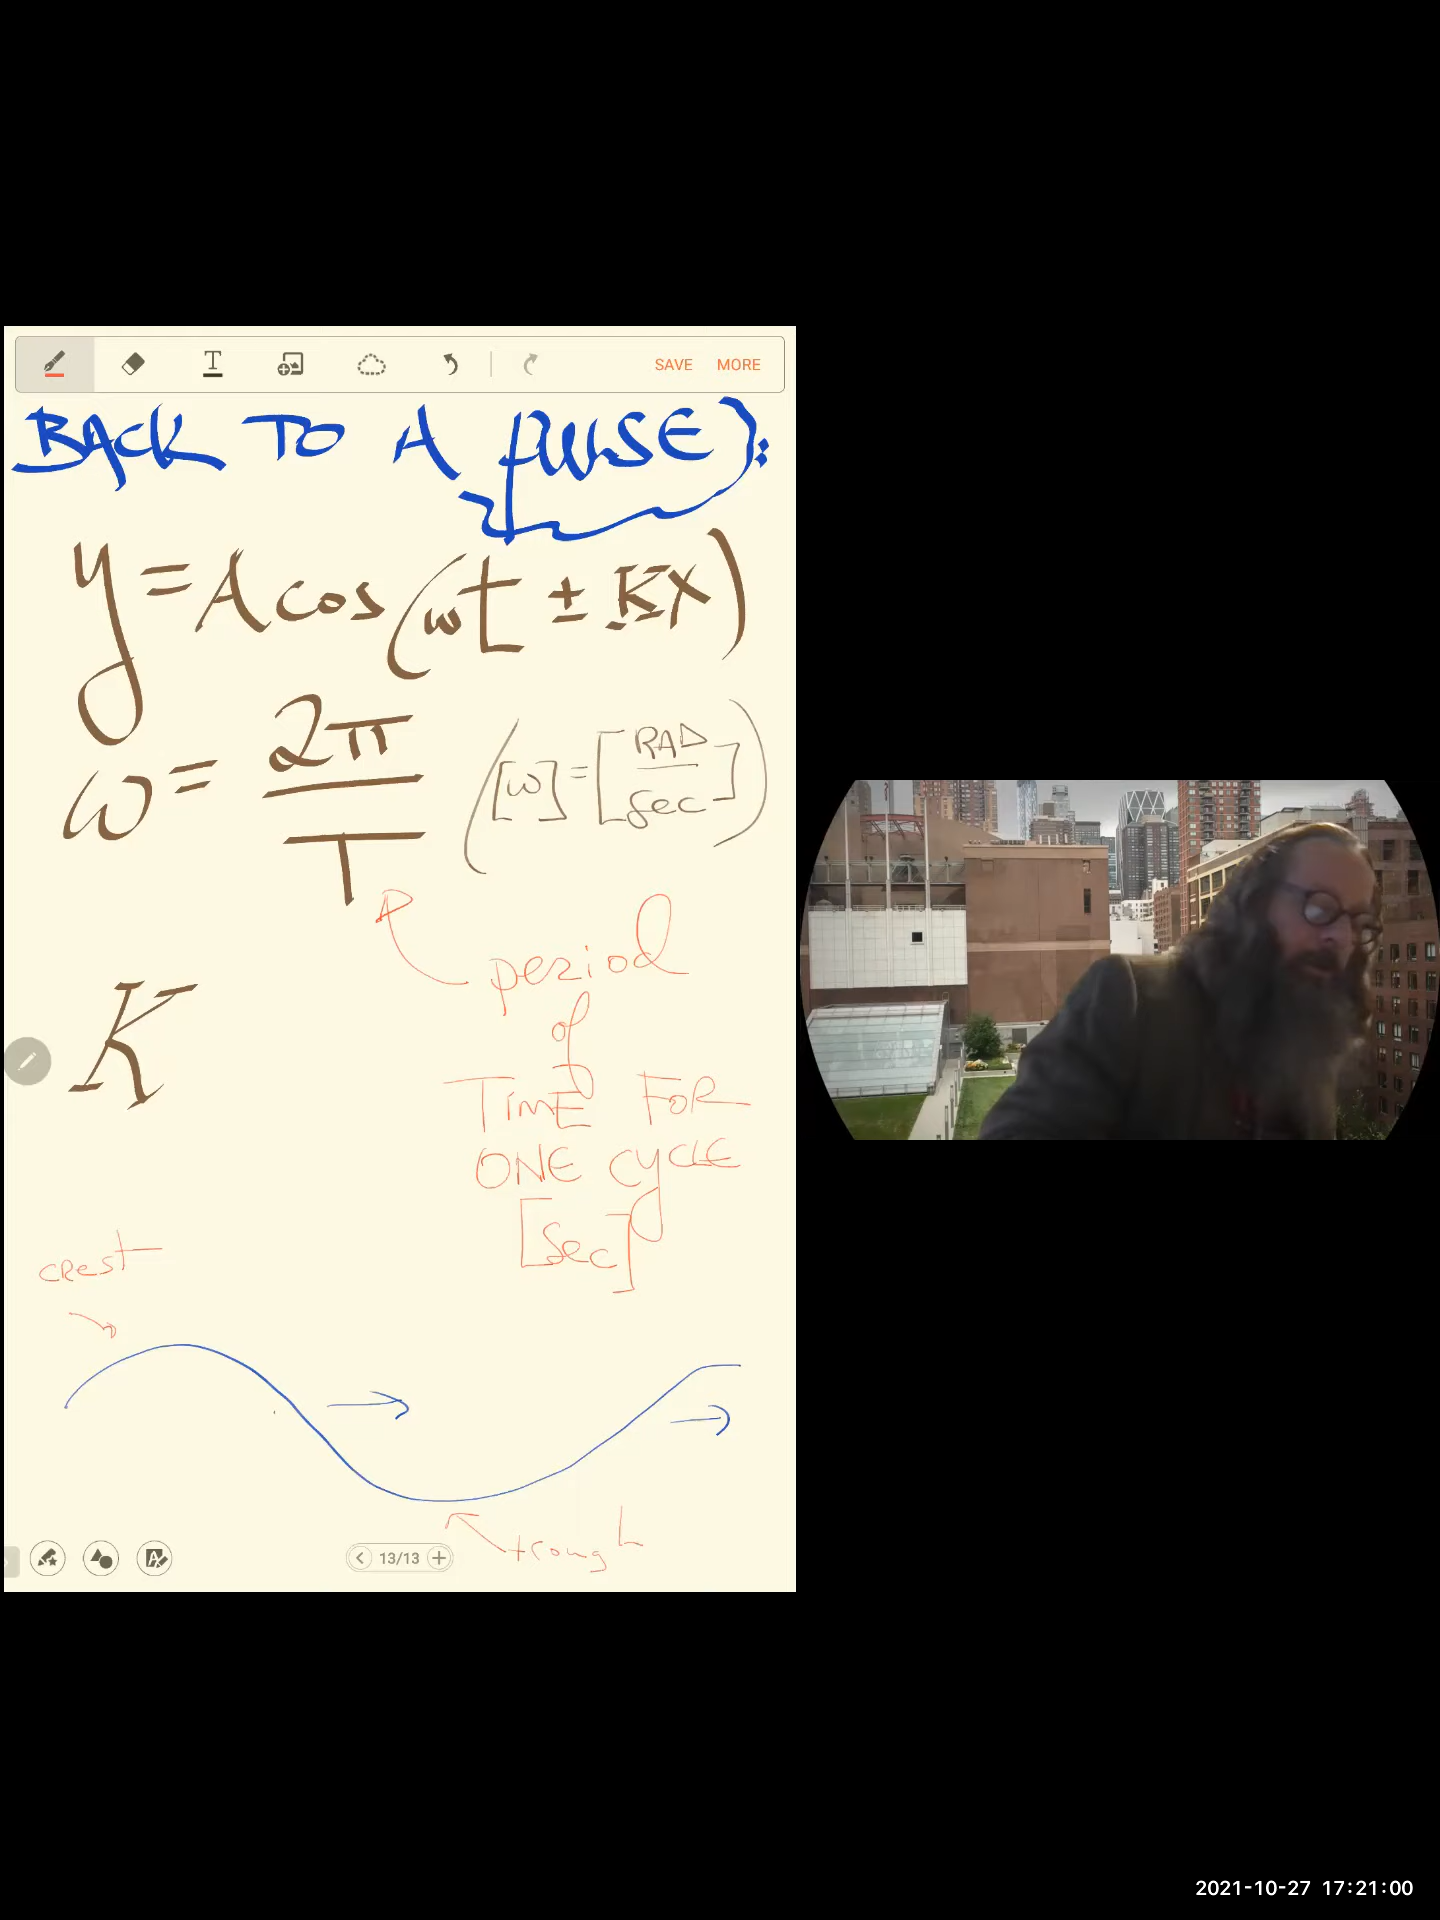 SAVE MORE
BACK TO A PULSE:
y = A cos (ωt ± Kx)
ω = 2π / T ([ω] = [RAD / Sec])
period
of
TIME FOR
ONE CYCLE
[Sec]
K
crest
trough
13/13
2021-10-27 17:21:00